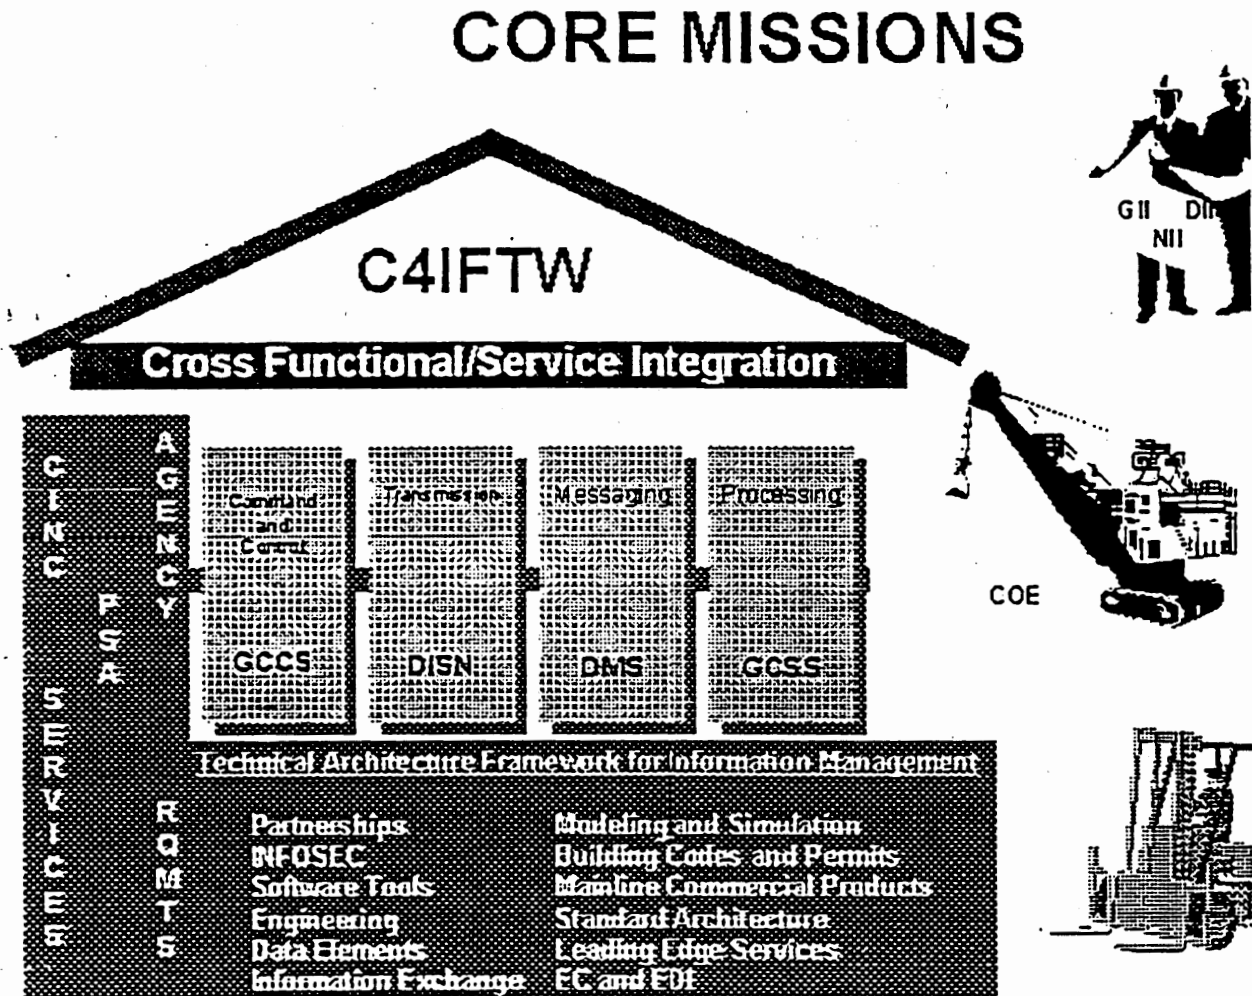 CORE MISSIONS
GII DII
NII
C4IFTW
Cross Functional/Service Integration
CINC
PSA
AGENCY
SERVICES
RQMTS
Command
and
Control
GCCS
Transmission
DISN
Messaging
DMS
Processing
GCSS
COE
Technical Architecture Framework for Information Management
Partnerships
INFOSEC
Software Tools
Engineering
Data Elements
Information Exchange
Modeling and Simulation
Building Codes and Permits
Mainline Commercial Products
Standard Architecture
Leading Edge Services
EC and EDI